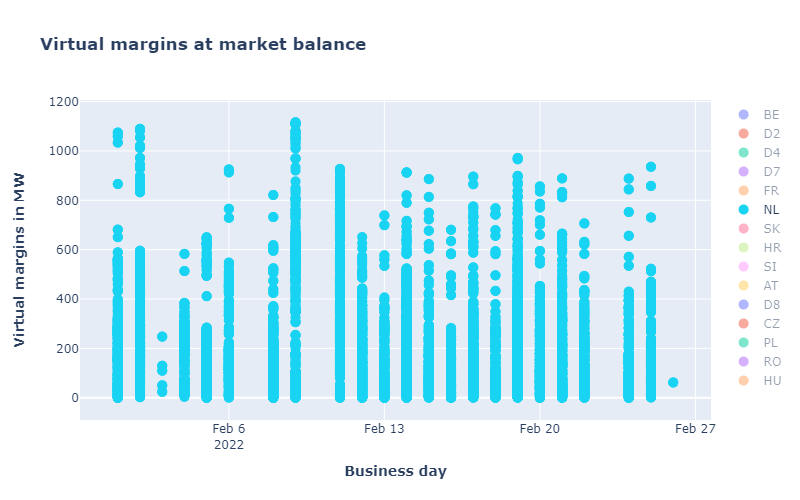 Virtual margins at market balance
Virtual margins in MW
1200
1000
800
600
400
200
0
Feb 6
2022
Feb 13
Feb 20
Feb 27
Business day
BE
D2
D4
D7
FR
NL
SK
HR
SI
AT
D8
CZ
PL
RO
HU